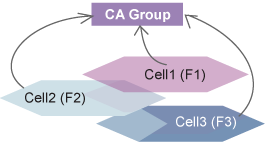 CA Group
Cell1 (F1)
Cell2 (F2)
Cell3 (F3)